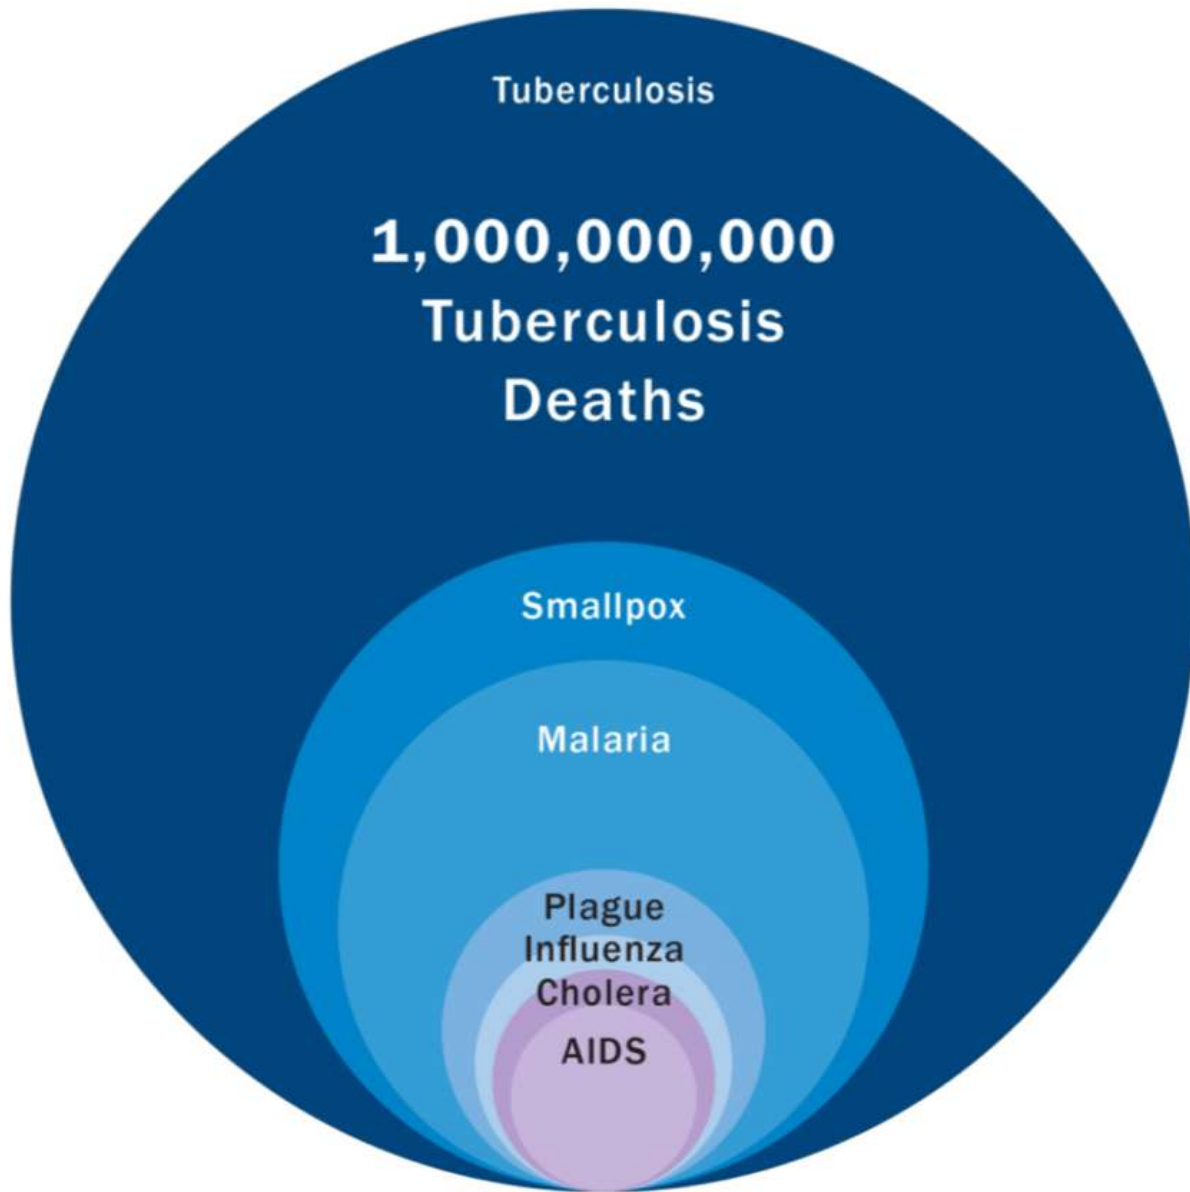 Tuberculosis
1,000,000,000
Tuberculosis
Deaths
Smallpox
Malaria
Plague
Influenza
Cholera
AIDS